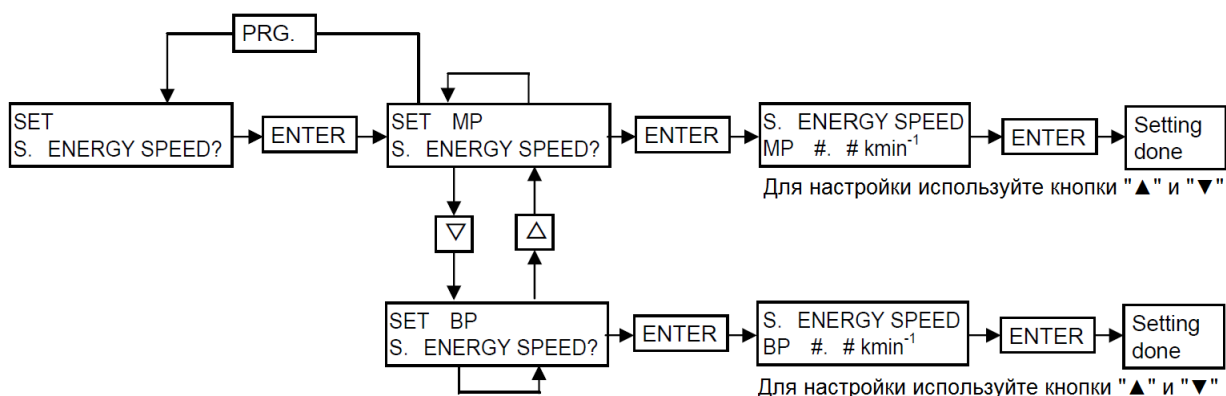 PRG.
SET
S. ENERGY SPEED?
ENTER
SET MP
S. ENERGY SPEED?
ENTER
S. ENERGY SPEED
MP #. # kmin⁻¹
ENTER
Setting
done
Для настройки используйте кнопки "▲" и "▼"
▽
△
SET BP
S. ENERGY SPEED?
ENTER
S. ENERGY SPEED
BP #. # kmin⁻¹
ENTER
Setting
done
Для настройки используйте кнопки "▲" и "▼"